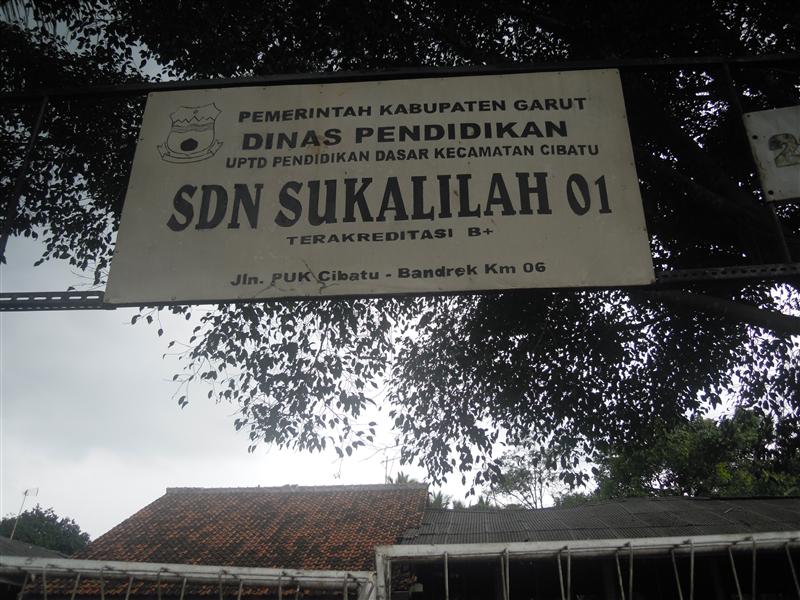 PEMERINTAH KABUPATEN GARUT
DINAS PENDIDIKAN
UPTD PENDIDIKAN DASAR KECAMATAN CIBATU
SDN SUKALILAH 01
TERAKREDITASI B+
Jln. PUK Cibatu - Bandrek Km 06
2